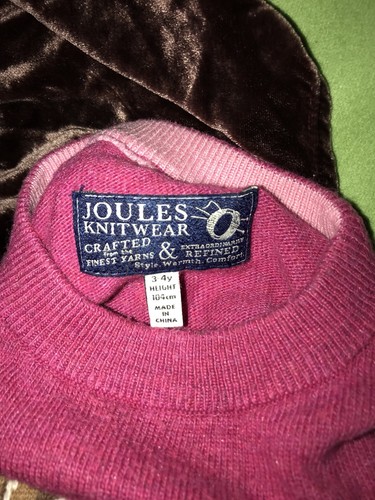 JOULES
KNITWEAR
CRAFTED from the FINEST YARNS
& EXTRAORDINARILY REFINED
Style. Warmth. Comfort.
3-4y
HEIGHT
104cm
MADE
IN
CHINA